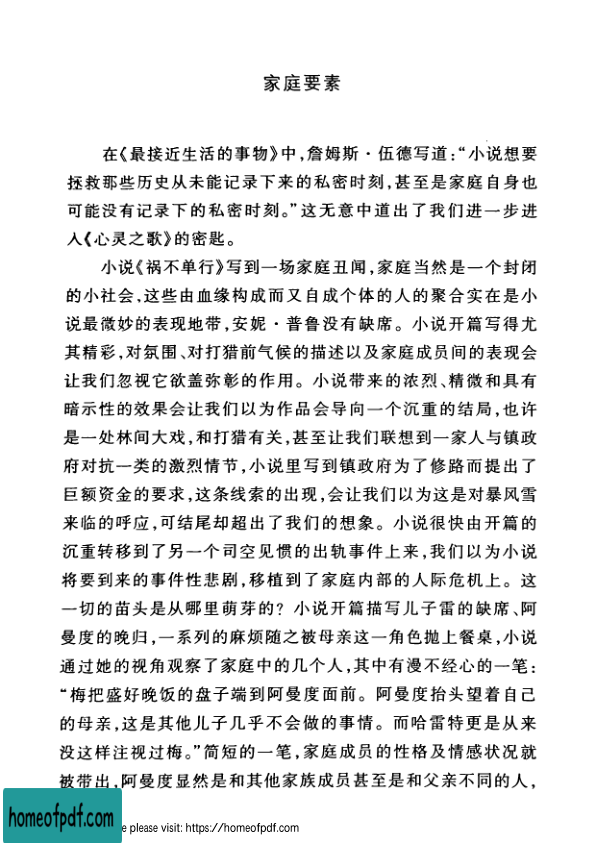 家庭要素
在《最接近生活的事物》中,詹姆斯·伍德写道:“小说想要
拯救那些历史从未能记录下来的私密时刻,甚至是家庭自身也
可能没有记录下的私密时刻。”这无意中道出了我们进一步进
入《心灵之歌》的密匙。
小说《祸不单行》写到一场家庭丑闻,家庭当然是一个封闭
的小社会,这些由血缘构成而又自成个体的人的聚合实在是小
说最微妙的表现地带,安妮·普鲁没有缺席。小说开篇写得尤
其精彩,对氛围、对打猎前气候的描述以及家庭成员间的表现会
让我们忽视它欲盖弥彰的作用。小说带来的浓烈、精微和具有
暗示性的效果会让我们以为作品会导向一个沉重的结局,也许
是一处林间大戏,和打猎有关,甚至让我们联想到一家人与镇政
府对抗一类的激烈情节,小说里写到镇政府为了修路而提出了
巨额资金的要求,这条线索的出现,会让我们以为这是对暴风雪
来临的呼应,可结尾却超出了我们的想象。小说很快由开篇的
沉重转移到了另一个司空见惯的出轨事件上来,我们以为小说
将要到来的事件性悲剧,移植到了家庭内部的人际危机上。这
一切的苗头是从哪里萌芽的?小说开篇描写儿子雷的缺席、阿
曼度的晚归,一系列的麻烦随之被母亲这一角色抛上餐桌,小说
通过她的视角观察了家庭中的几个人,其中有漫不经心的一笔:
“梅把盛好晚饭的盘子端到阿曼度面前。阿曼度抬头望着自己
的母亲,这是其他儿子几乎不会做的事情。而哈雷特更是从来
没这样注视过梅。”简短的一笔,家庭成员的性格及情感状况就
被带出,阿曼度显然是和其他家族成员甚至是和父亲不同的人,
homeofpdf.com
e please visit: https://homeofpdf.com